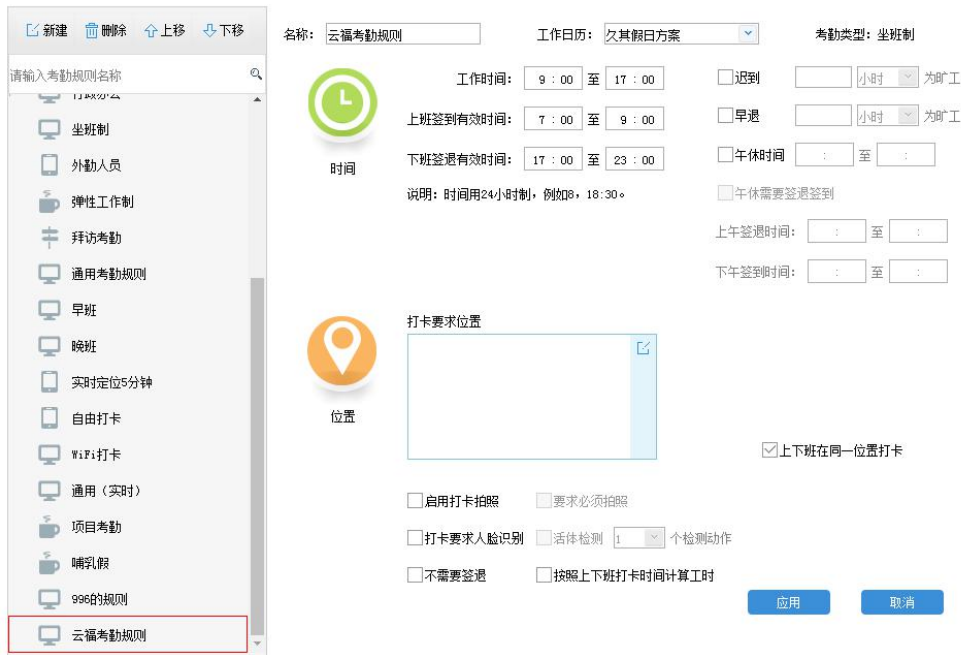 新建 删除 上移 下移
请输入考勤规则名称
行政办公
坐班制
外勤人员
弹性工作制
拜访考勤
通用考勤规则
早班
晚班
实时定位5分钟
自由打卡
WiFi打卡
通用（实时）
项目考勤
哺乳假
996的规则
云福考勤规则
名称： 云福考勤规则 工作日历： 久其假日方案 考勤类型：坐班制
时间
工作时间： 9 : 00 至 17 : 00
上班签到有效时间： 7 : 00 至 9 : 00
下班签退有效时间： 17 : 00 至 23 : 00
说明：时间用24小时制，例如8，18:30。
迟到 小时 为旷工
早退 小时 为旷工
午休时间 : 至 :
午休需要签退签到
上午签退时间： : 至 :
下午签到时间： : 至 :
位置
打卡要求位置
上下班在同一位置打卡
启用打卡拍照 要求必须拍照
打卡要求人脸识别 活体检测 1 个检测动作
不需要签退 按照上下班打卡时间计算工时
应用 取消